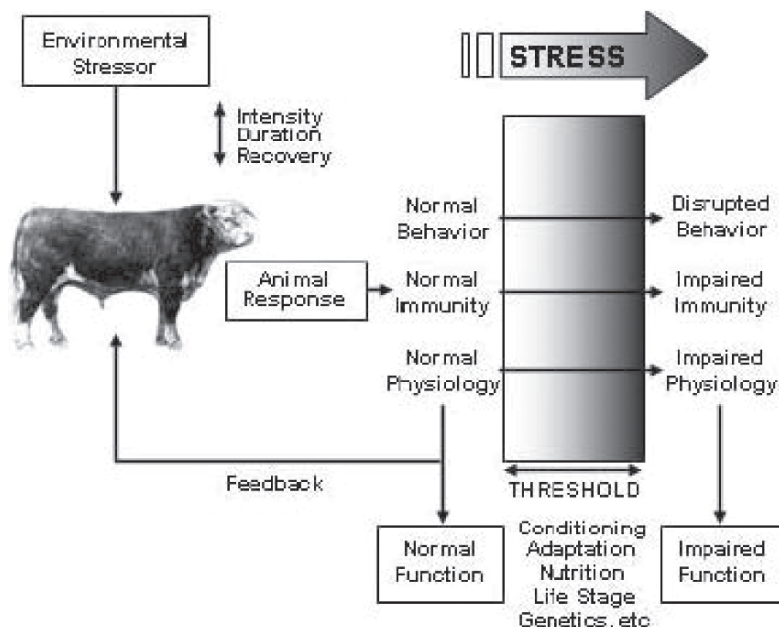 Environmental
Stressor
STRESS
Intensity
Duration
Recovery
Normal
Behavior
Disrupted
Behavior
Animal
Response
Normal
Immunity
Impaired
Immunity
Normal
Physiology
Impaired
Physiology
Feedback
THRESHOLD
Normal
Function
Conditioning
Adaptation
Nutrition
Life Stage
Genetics, etc
Impaired
Function